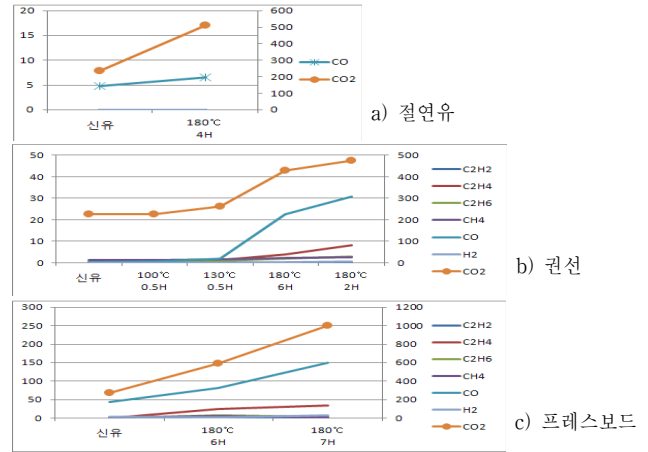 20 600
15 500
400
10 300
5 200
100
0 0
신유 180℃
4H
CO
CO2
a) 절연유
50 500
40 400
30 300
20 200
10 100
0 0
신유 100℃ 130℃ 180℃ 180℃
0.5H 0.5H 6H 2H
C2H2
C2H4
C2H6
CH4
CO
H2
CO2
b) 권선
300 1200
250 1000
200 800
150 600
100 400
50 200
0 0
신유 180℃ 180℃
6H 7H
C2H2
C2H4
C2H6
CH4
CO
H2
CO2
c) 프레스보드